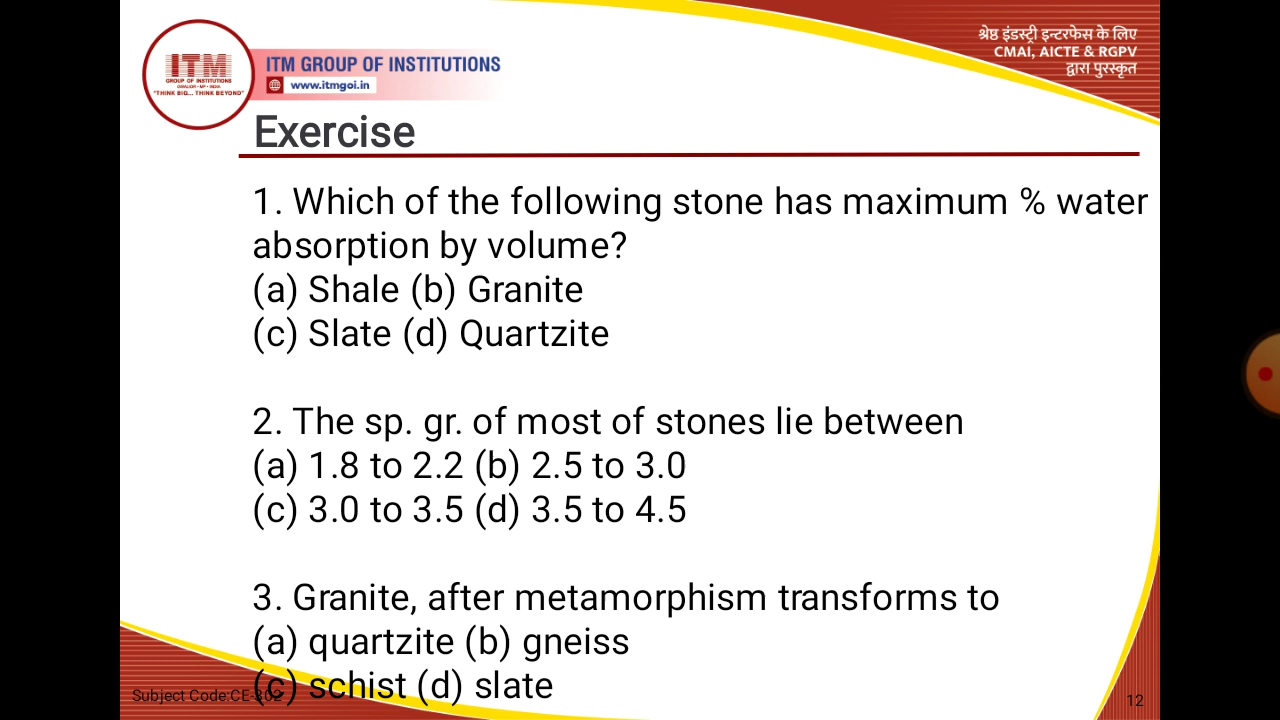 ITM
GROUP OF INSTITUTIONS
GWALIOR • MP • INDIA
"THINK BIG... THINK BEYOND"
ITM GROUP OF INSTITUTIONS
www.itmgoi.in
श्रेष्ठ इंडस्ट्री इन्टरफेस के लिए
CMAI, AICTE & RGPV
द्वारा पुरस्कृत
Exercise
1. Which of the following stone has maximum % water
absorption by volume?
(a) Shale (b) Granite
(c) Slate (d) Quartzite
2. The sp. gr. of most of stones lie between
(a) 1.8 to 2.2 (b) 2.5 to 3.0
(c) 3.0 to 3.5 (d) 3.5 to 4.5
3. Granite, after metamorphism transforms to
(a) quartzite (b) gneiss
(c) schist (d) slate
Subject Code:CE-302
12